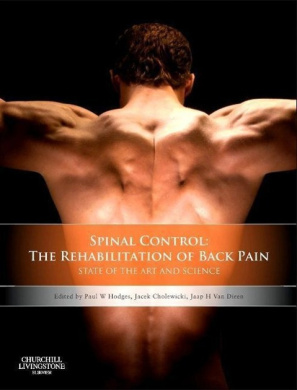 SPINAL CONTROL:
THE REHABILITATION OF BACK PAIN
STATE OF THE ART AND SCIENCE
Edited by Paul W Hodges, Jacek Cholewicki, Jaap H Van Dieen
CHURCHILL
LIVINGSTONE
ELSEVIER